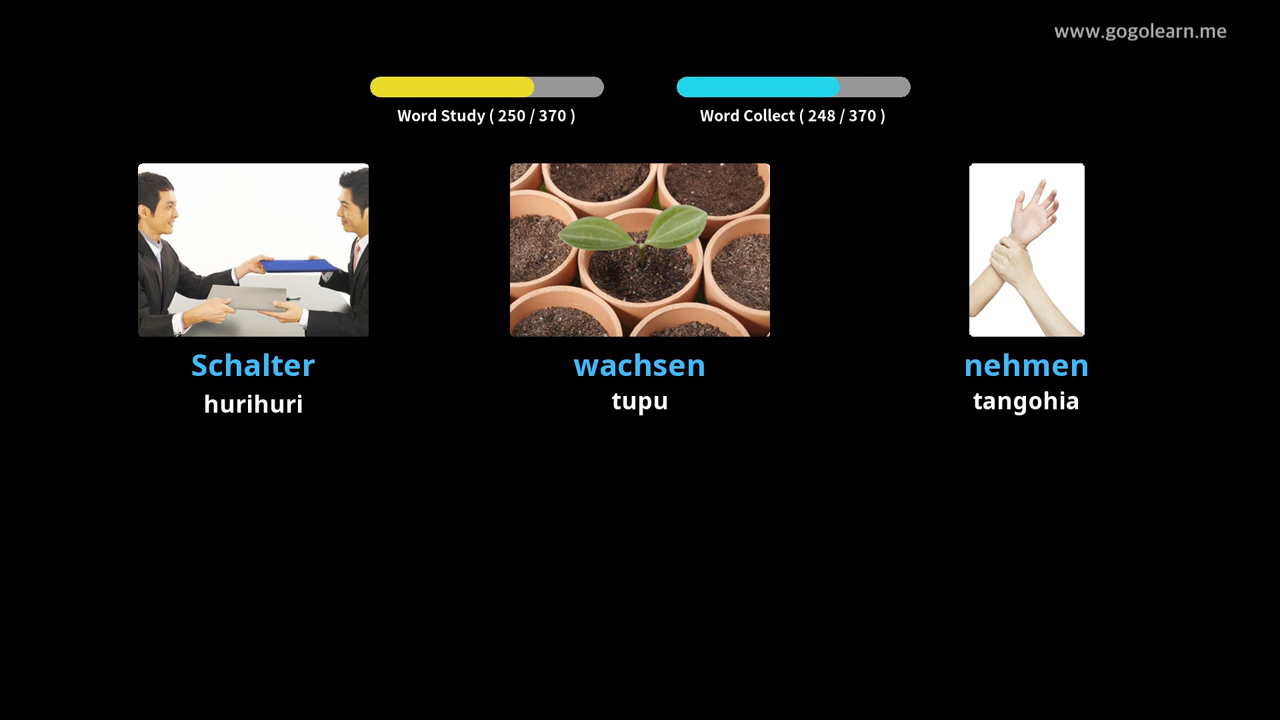 www.gogolearn.me
Word Study ( 250 / 370 )
Word Collect ( 248 / 370 )
Schalter
hurihuri
wachsen
tupu
nehmen
tangohia